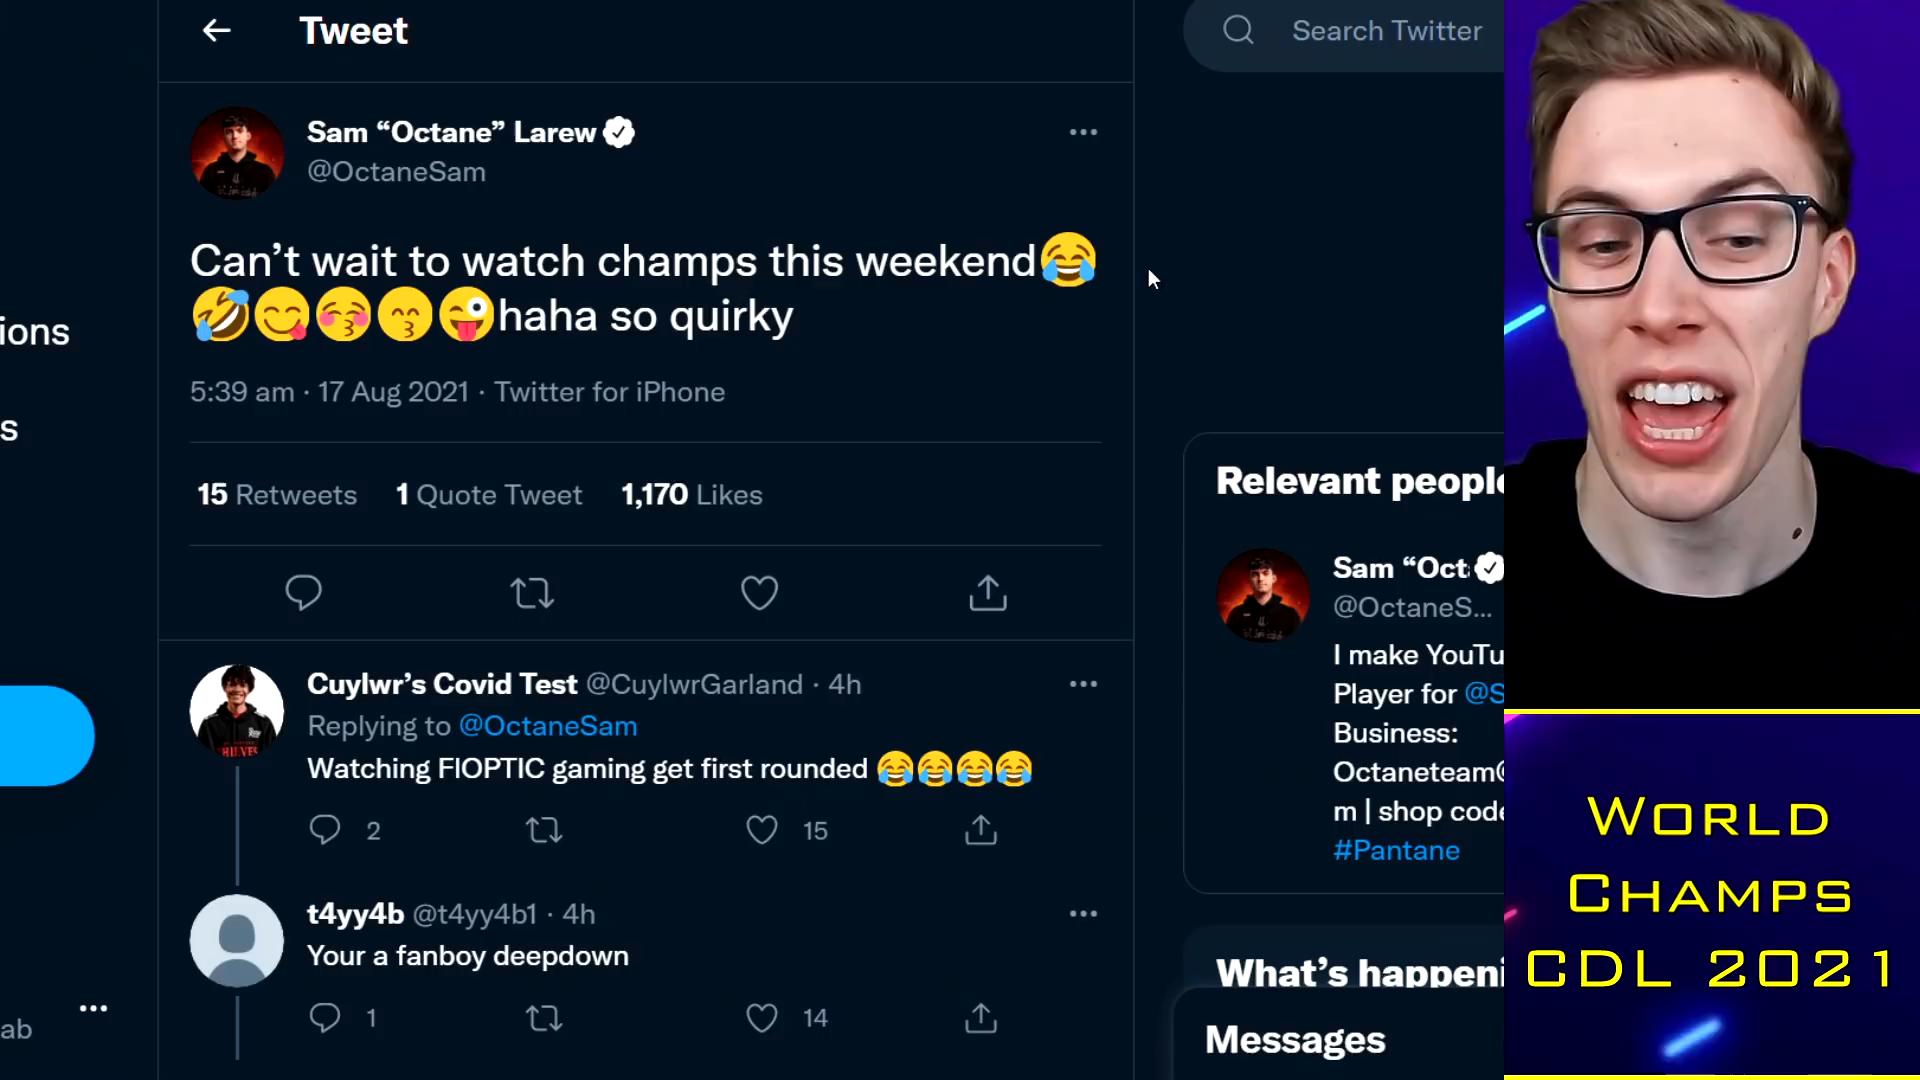 Tweet
Search Twitter
Sam “Octane” Larew
@OctaneSam
Can’t wait to watch champs this weekend😂
🤣😋😚😙😜haha so quirky
5:39 am · 17 Aug 2021 · Twitter for iPhone
15 Retweets 1 Quote Tweet 1,170 Likes
Cuylwr’s Covid Test @CuylwrGarland · 4h
Replying to @OctaneSam
Watching FIOPTIC gaming get first rounded 😂😂😂😂
2 15
t4yy4b @t4yy4b1 · 4h
Your a fanboy deepdown
1 14
ions
s
ab
Relevant people
Sam “Oct
@OctaneS...
I make YouTu
Player for @S
Business:
Octaneteam@
m | shop code
#Pantane
What’s happeni
Messages
World
Champs
CDL 2021